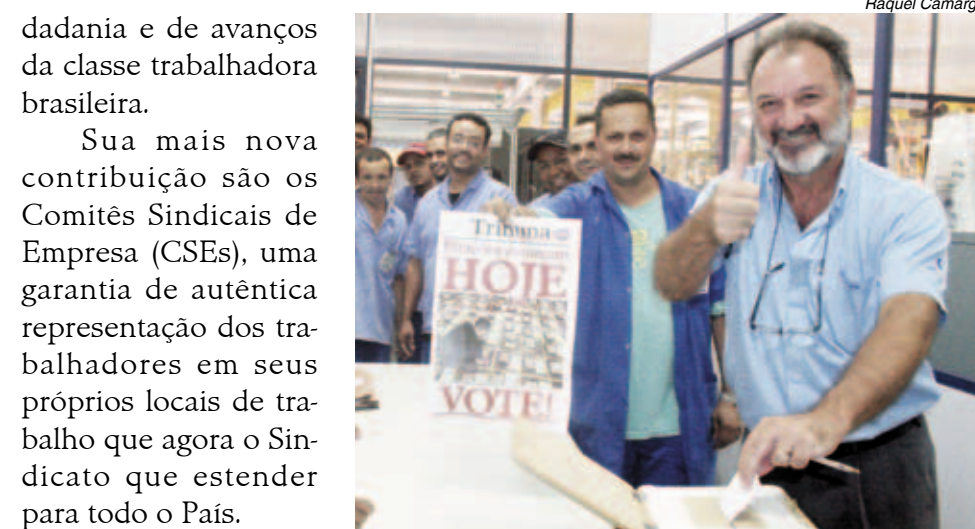 Raquel Camarg
dadania e de avanços
da classe trabalhadora
brasileira.
Sua mais nova
contribuição são os
Comitês Sindicais de
Empresa (CSEs), uma
garantia de autêntica
representação dos tra-
balhadores em seus
próprios locais de tra-
balho que agora o Sin-
dicato que estender
para todo o País.
Tribuna
HOJE
VOTE!